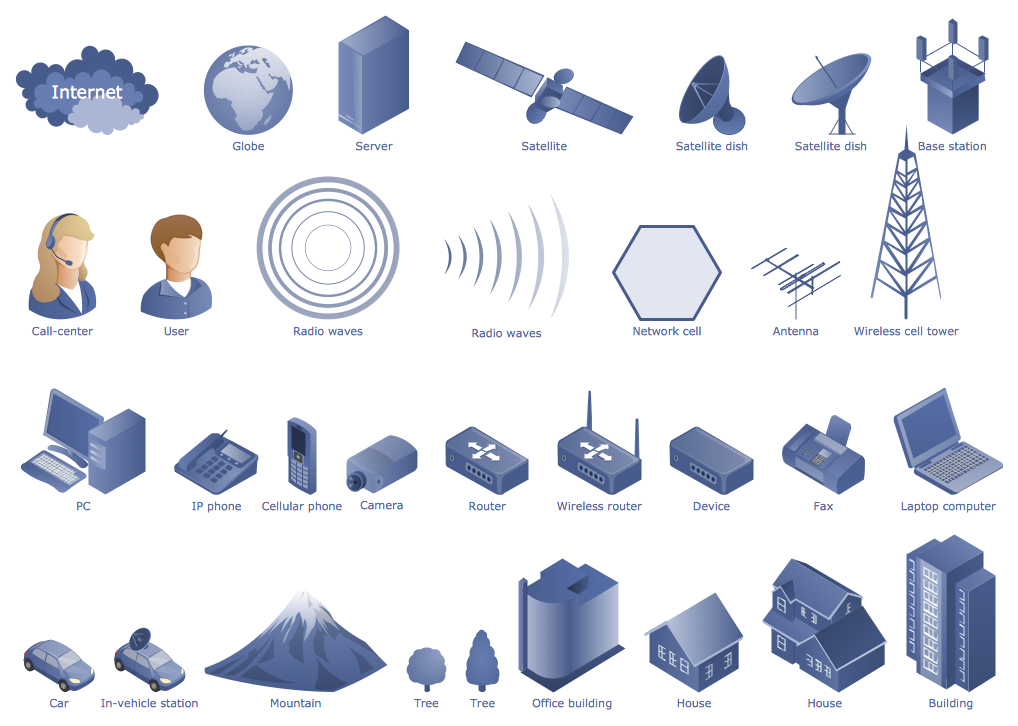 Internet
Globe
Server
Satellite
Satellite dish
Satellite dish
Base station
Call-center
User
Radio waves
Radio waves
Network cell
Antenna
Wireless cell tower
PC
IP phone
Cellular phone
Camera
Router
Wireless router
Device
Fax
Laptop computer
Car
In-vehicle station
Mountain
Tree
Tree
Office building
House
House
Building